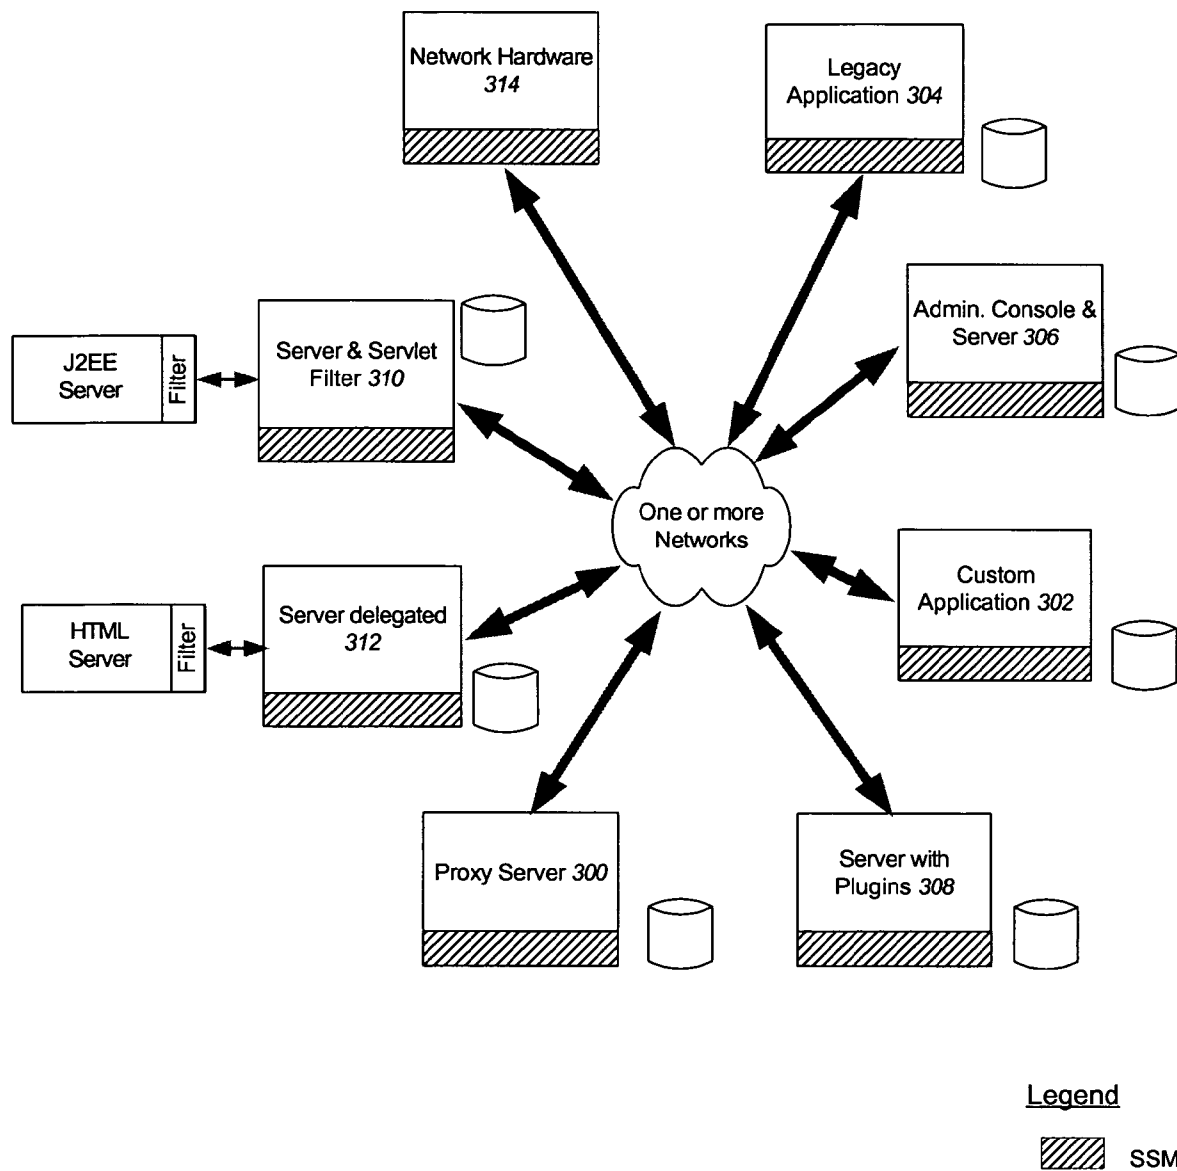 Network Hardware
314
Legacy
Application 304
Admin. Console &
Server 306
Server & Servlet
Filter 310
J2EE
Server
Filter
One or more
Networks
Custom
Application 302
Server delegated
312
HTML
Server
Filter
Proxy Server 300
Server with
Plugins 308
Legend
SSM